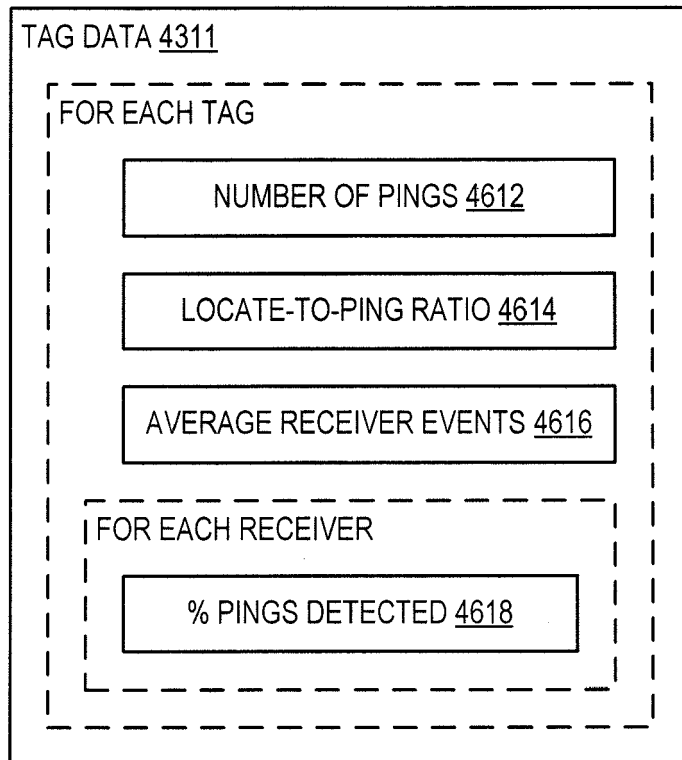 TAG DATA 4311
FOR EACH TAG
NUMBER OF PINGS 4612
LOCATE-TO-PING RATIO 4614
AVERAGE RECEIVER EVENTS 4616
FOR EACH RECEIVER
% PINGS DETECTED 4618